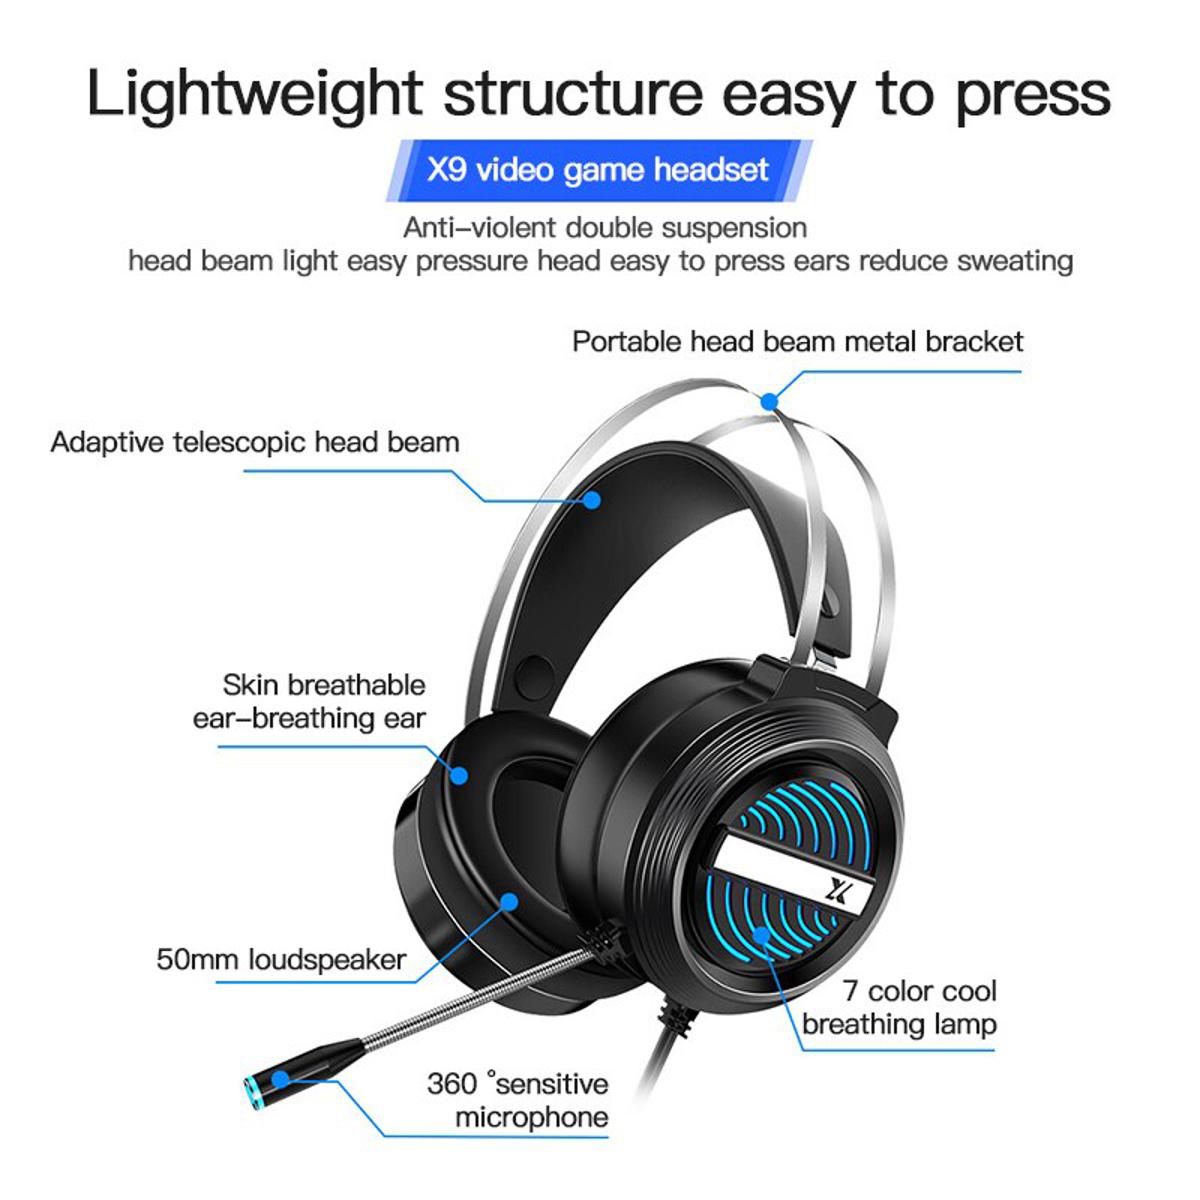 Lightweight structure easy to press
X9 video game headset
Anti-violent double suspension
head beam light easy pressure head easy to press ears reduce sweating
Portable head beam metal bracket
Adaptive telescopic head beam
Skin breathable
ear-breathing ear
50mm loudspeaker
7 color cool
breathing lamp
360 °sensitive
microphone
X